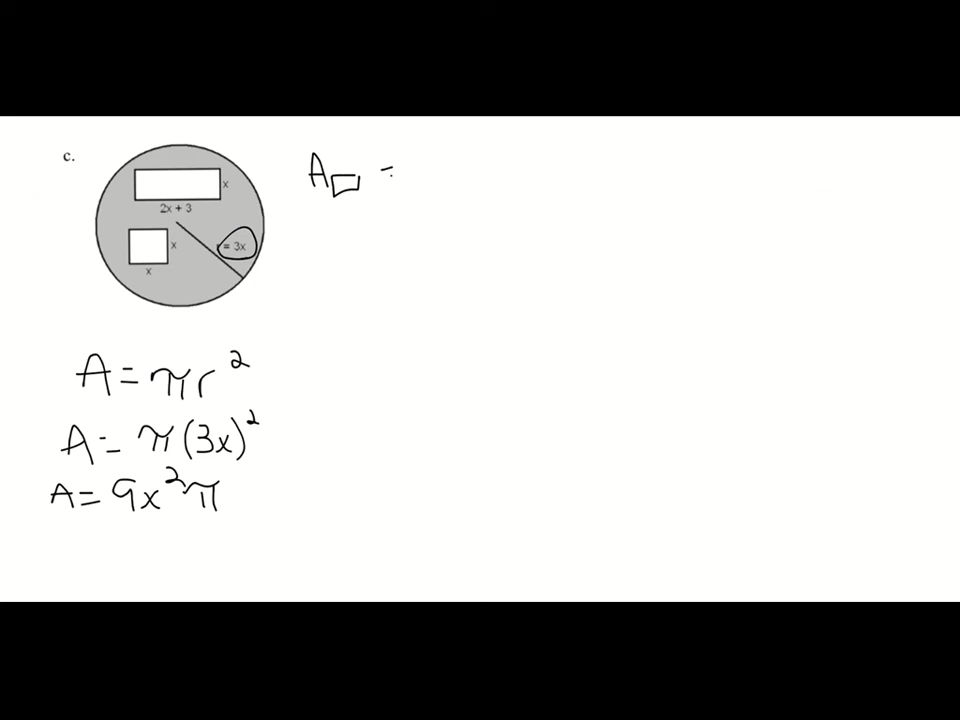 c.
x
2x + 3
x
r = 3x
x
A▭ =
A = πr²
A = π(3x)²
A = 9x²π